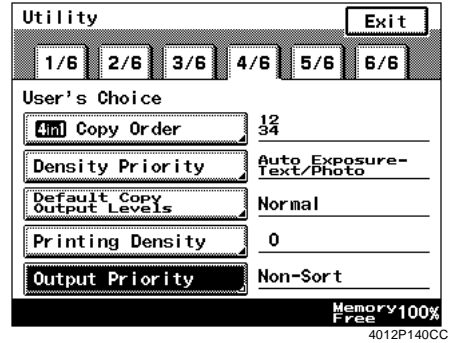 Utility
Exit
1/6 2/6 3/6 4/6 5/6 6/6
User's Choice
4in1 Copy Order
12
34
Density Priority
Auto Exposure-
Text/Photo
Default Copy
Output Levels
Normal
Printing Density
0
Output Priority
Non-Sort
Memory
Free 100%
4012P140CC